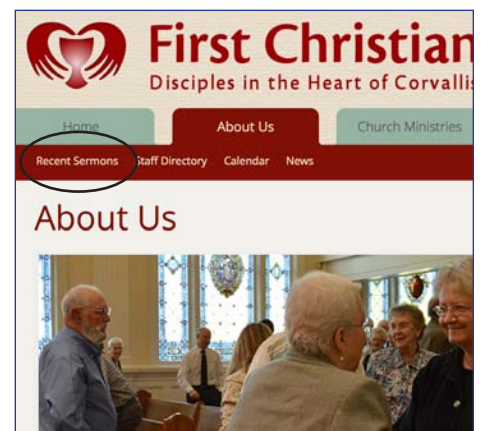 First Christian
Disciples in the Heart of Corvallis
Home About Us Church Ministries
Recent Sermons Staff Directory Calendar News
About Us